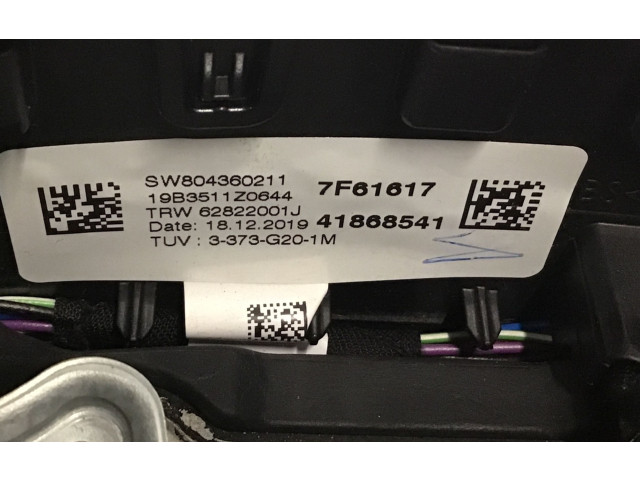 SW804360211
19B3511Z0644
TRW 62822001J
Date: 18.12.2019
TUV : 3-373-G20-1M
7F61617
41868541